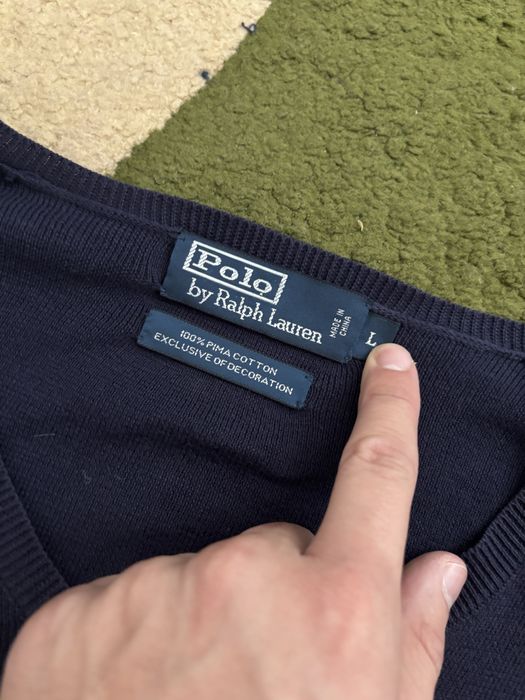 Polo
by Ralph Lauren
MADE IN
CHINA
L
100% PIMA COTTON
EXCLUSIVE OF DECORATION